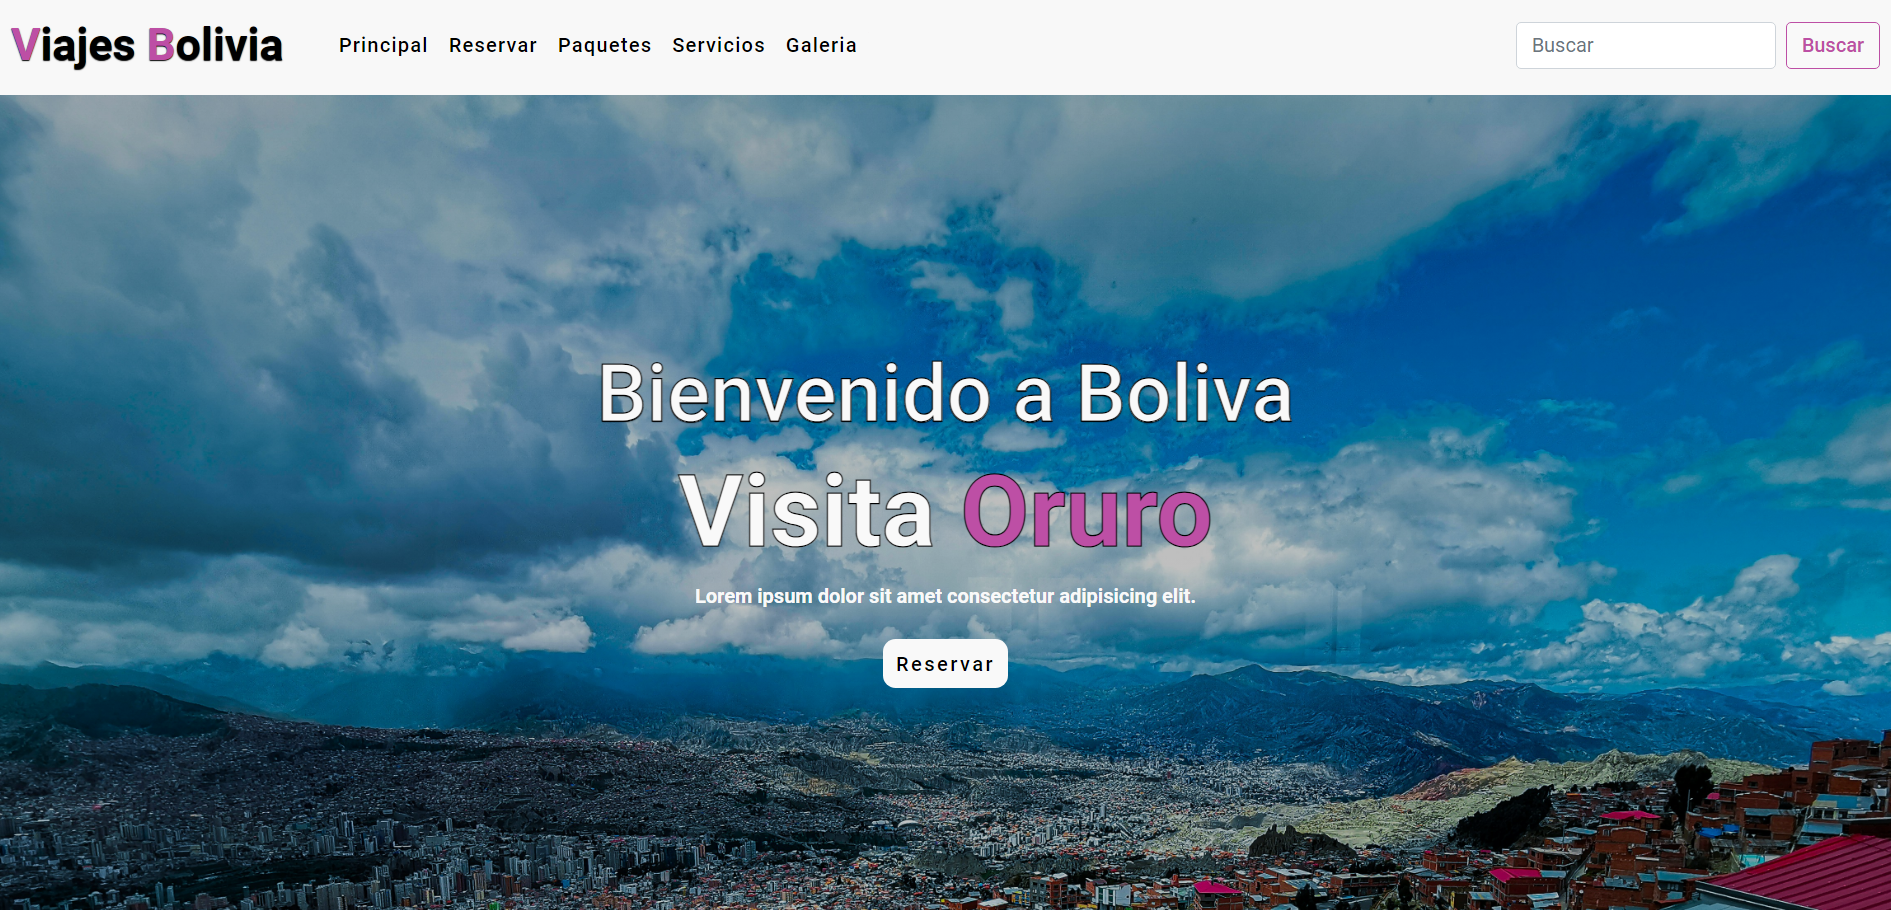 Viajes Bolivia
Principal Reservar Paquetes Servicios Galeria
Buscar
Buscar
Bienvenido a Boliva
Visita Oruro
Lorem ipsum dolor sit amet consectetur adipisicing elit.
Reservar